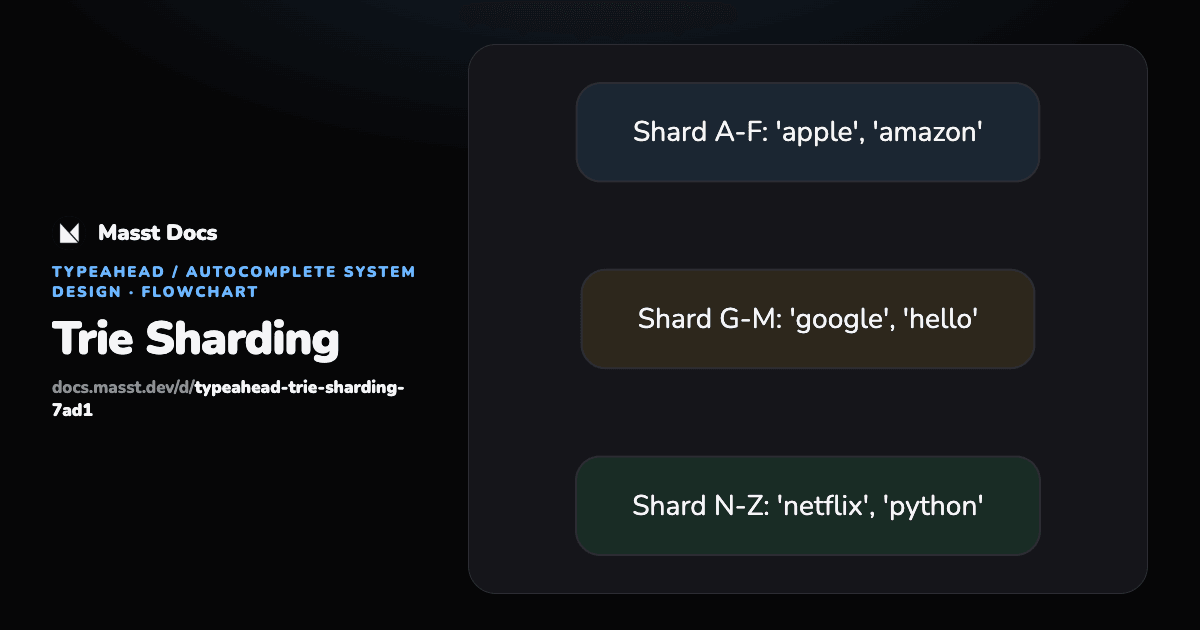 Masst Docs
TYPEAHEAD / AUTOCOMPLETE SYSTEM
DESIGN · FLOWCHART
Trie Sharding
docs.masst.dev/d/typeahead-trie-sharding-
7ad1
Shard A-F: 'apple', 'amazon'
Shard G-M: 'google', 'hello'
Shard N-Z: 'netflix', 'python'